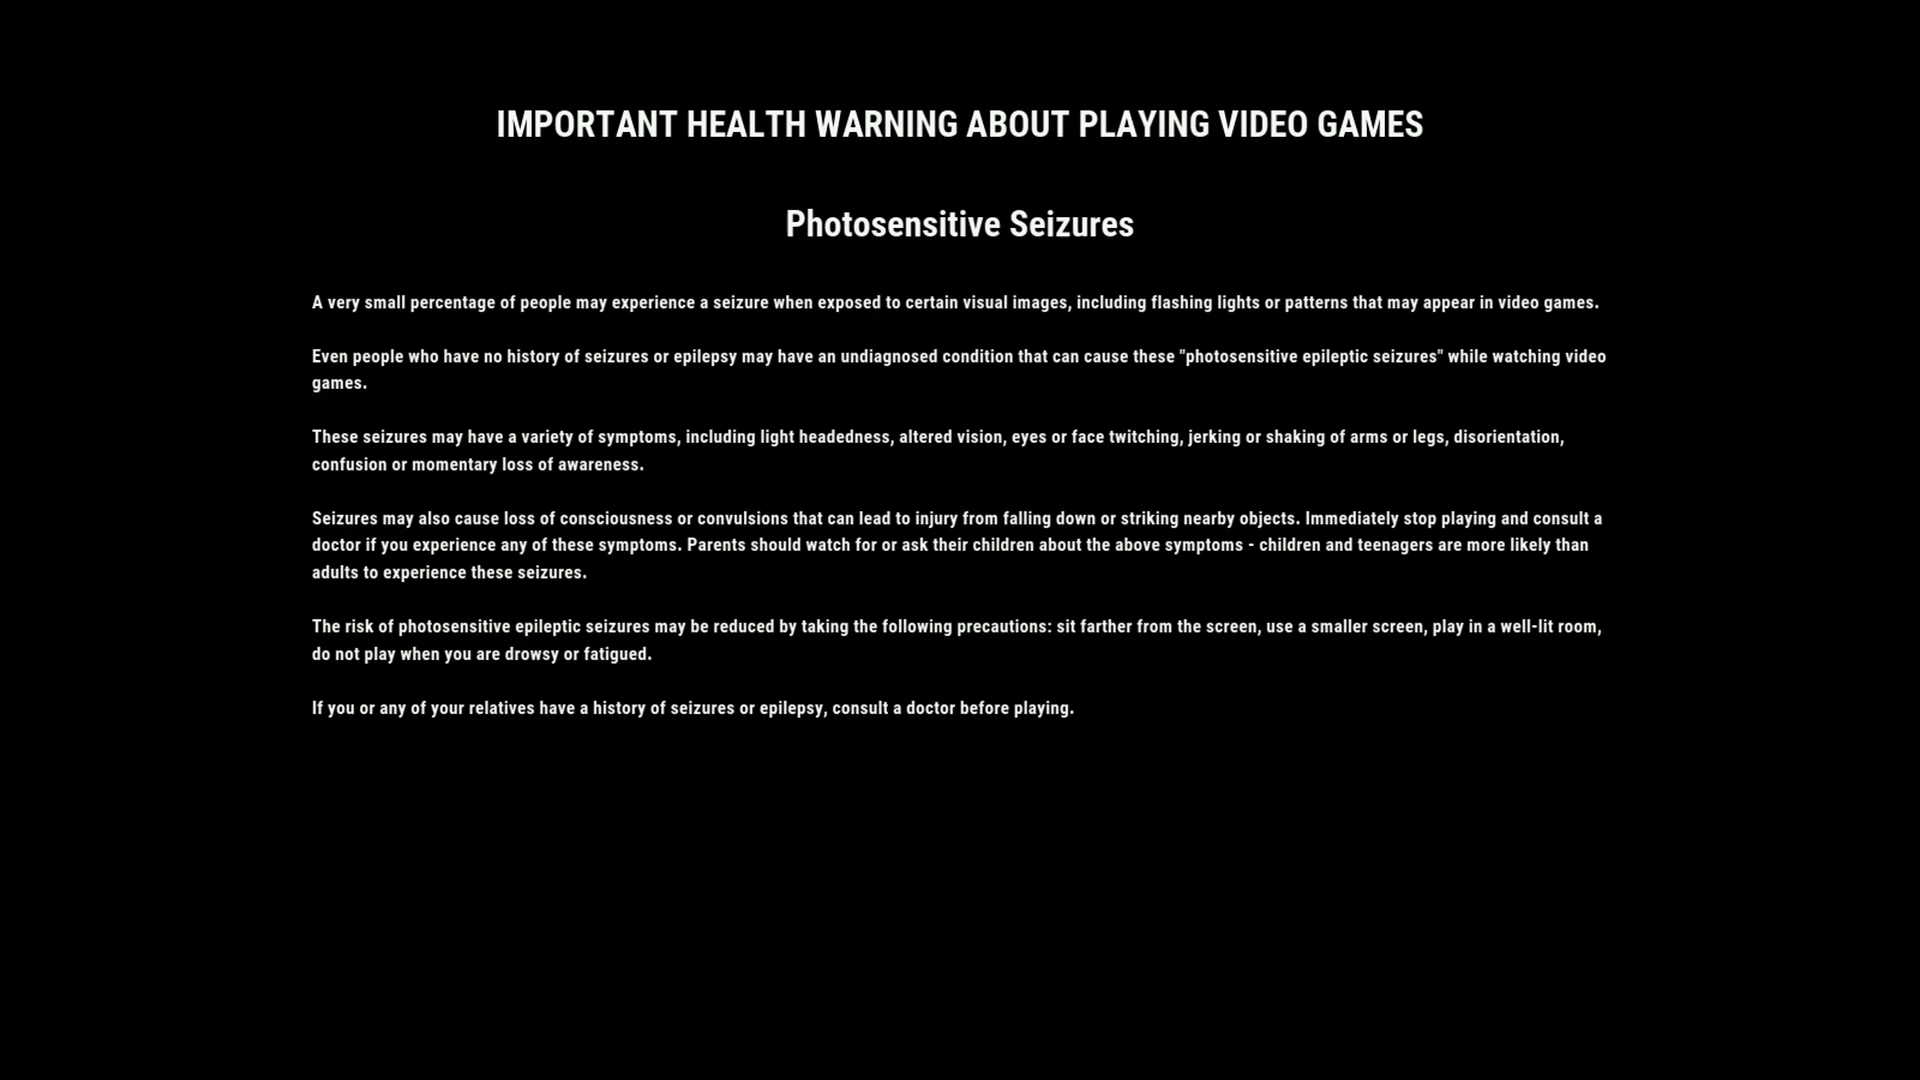 IMPORTANT HEALTH WARNING ABOUT PLAYING VIDEO GAMES
Photosensitive Seizures
A very small percentage of people may experience a seizure when exposed to certain visual images, including flashing lights or patterns that may appear in video games.
Even people who have no history of seizures or epilepsy may have an undiagnosed condition that can cause these "photosensitive epileptic seizures" while watching video
games.
These seizures may have a variety of symptoms, including light headedness, altered vision, eyes or face twitching, jerking or shaking of arms or legs, disorientation,
confusion or momentary loss of awareness.
Seizures may also cause loss of consciousness or convulsions that can lead to injury from falling down or striking nearby objects. Immediately stop playing and consult a
doctor if you experience any of these symptoms. Parents should watch for or ask their children about the above symptoms - children and teenagers are more likely than
adults to experience these seizures.
The risk of photosensitive epileptic seizures may be reduced by taking the following precautions: sit farther from the screen, use a smaller screen, play in a well-lit room,
do not play when you are drowsy or fatigued.
If you or any of your relatives have a history of seizures or epilepsy, consult a doctor before playing.